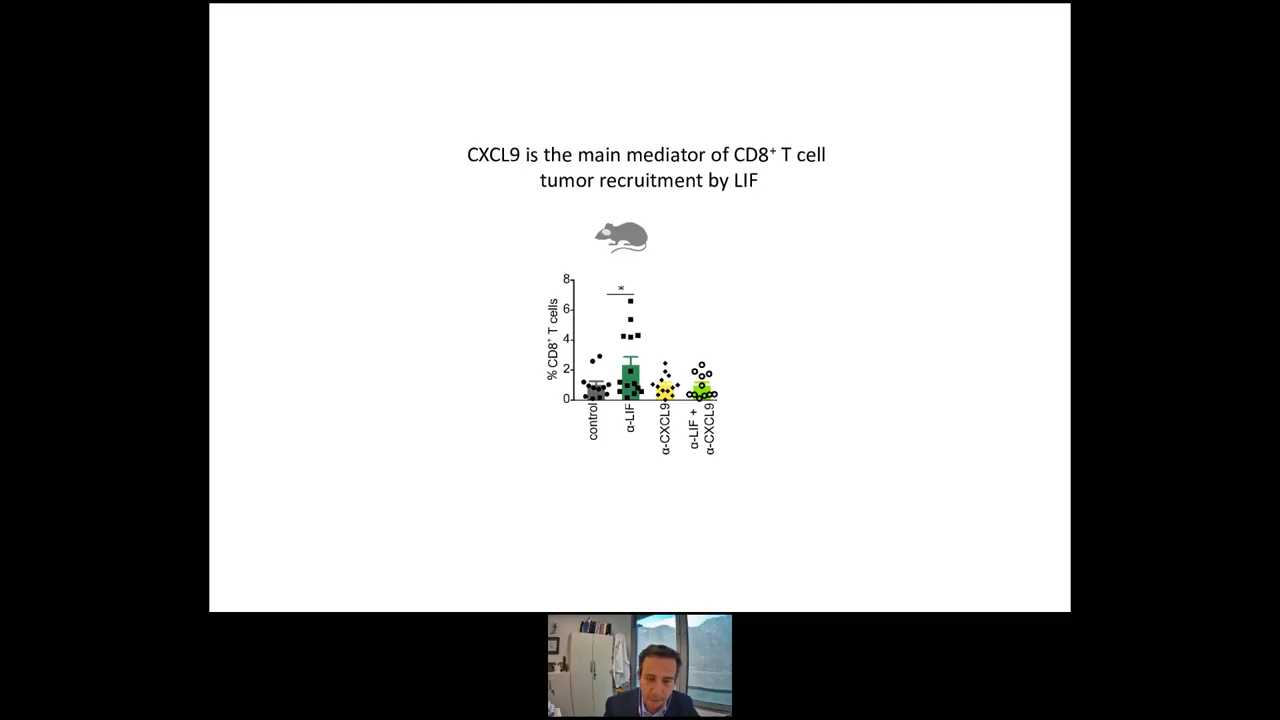 CXCL9 is the main mediator of CD8⁺ T cell
tumor recruitment by LIF
*
% CD8⁺ T cells
8
6
4
2
0
control
α-LIF
α-CXCL9
α-LIF +
α-CXCL9